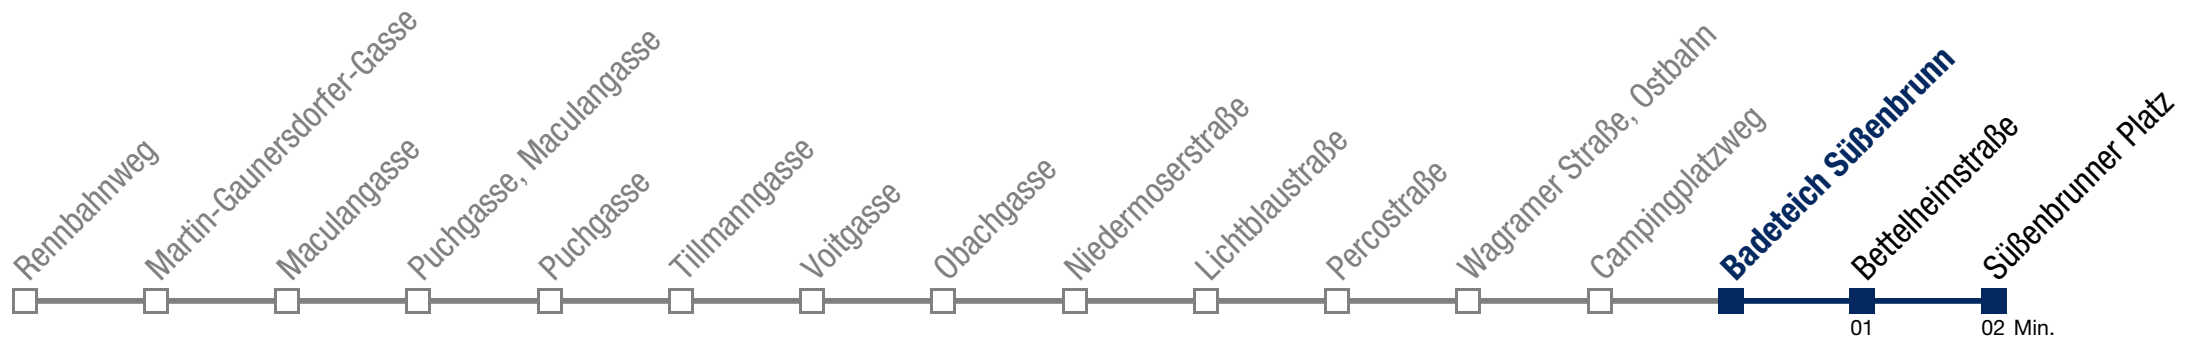 Rennbahnweg
Martin-Gaunersdorfer-Gasse
Maculangasse
Puchgasse, Maculangasse
Puchgasse
Tillmanngasse
Voitgasse
Obachgasse
Niedermoserstraße
Lichtblaustraße
Percostraße
Wagramer Straße, Ostbahn
Campingplatzweg
Badeteich Süßenbrunn
Bettelheimstraße
Süßenbrunner Platz
01
02 Min.